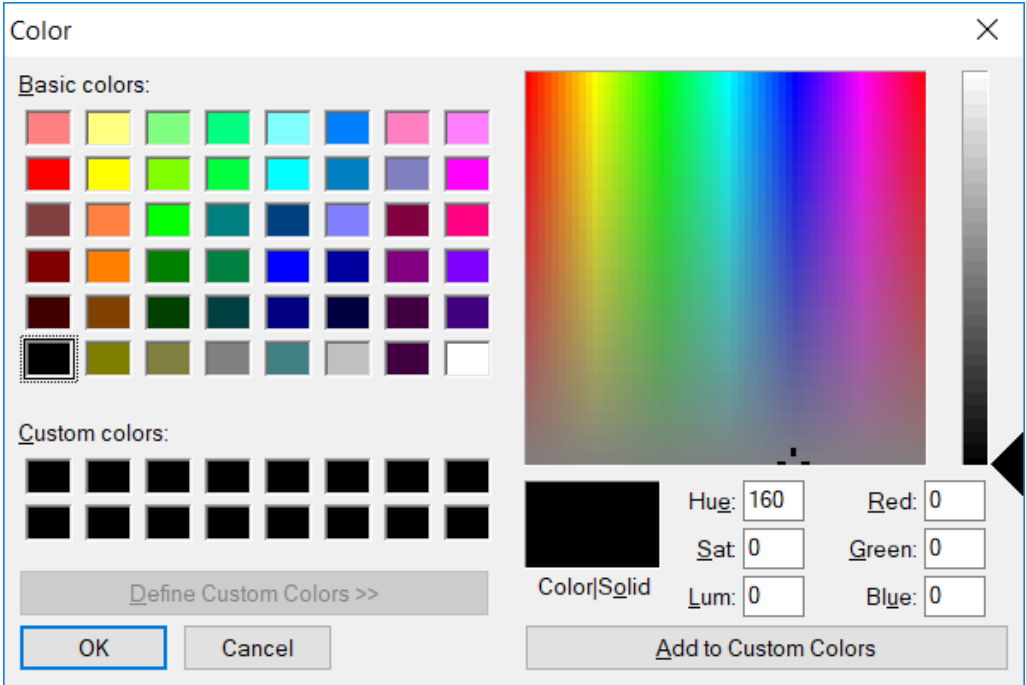 Color
Basic colors:
Custom colors:
Define Custom Colors >>
OK Cancel
Color|Solid
Hue: 160 Red: 0
Sat: 0 Green: 0
Lum: 0 Blue: 0
Add to Custom Colors